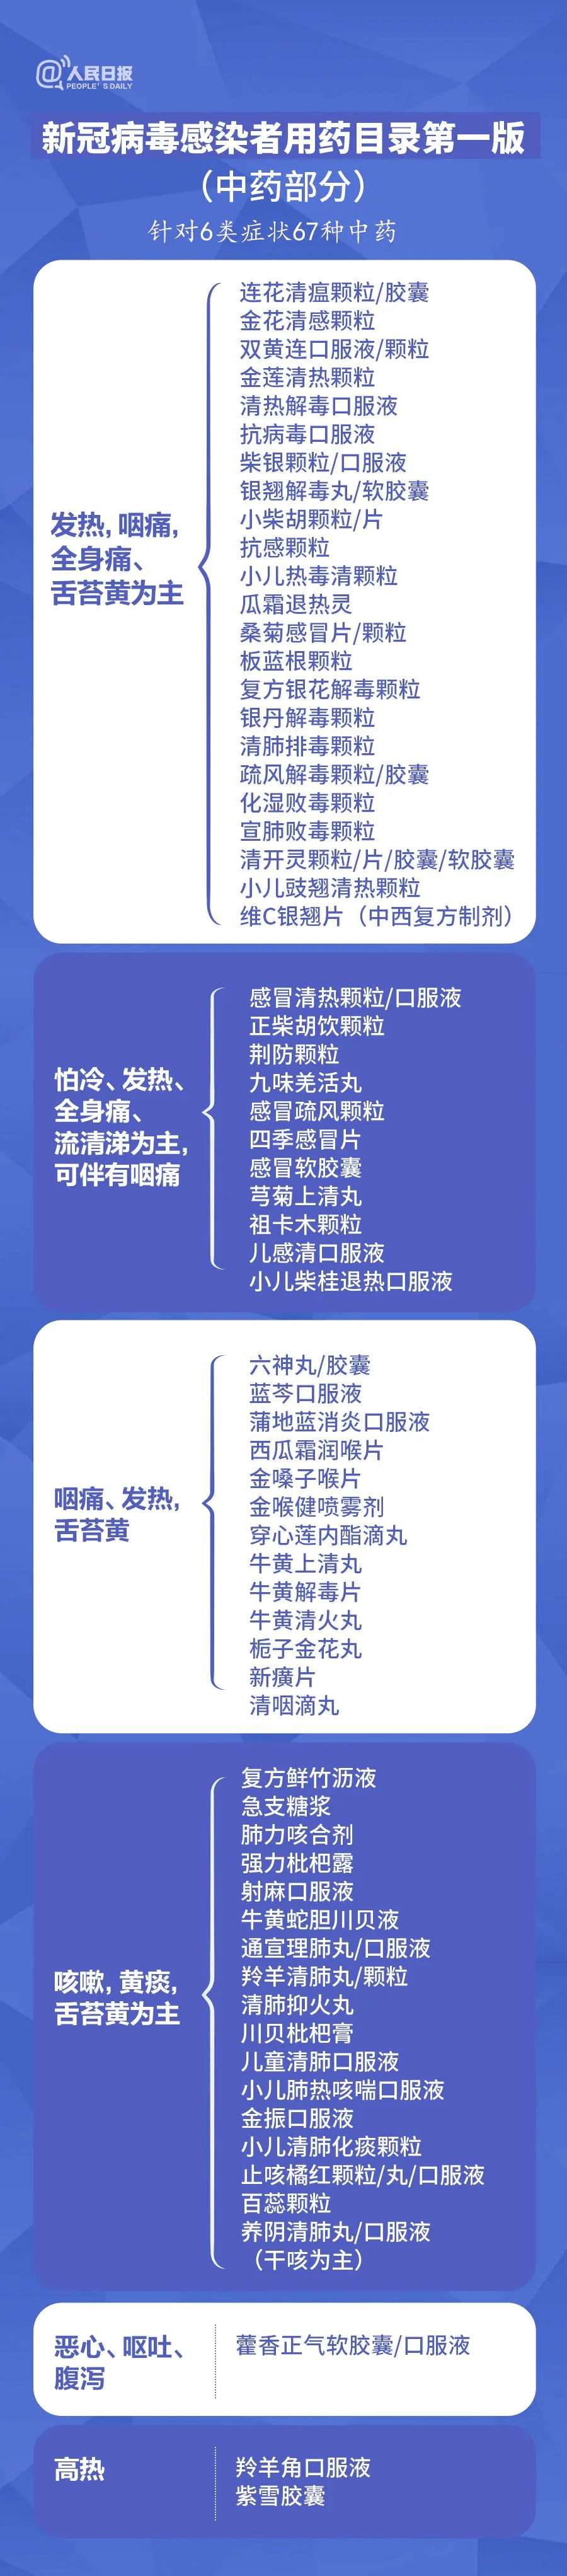 @人民日报
PEOPLE'S DAILY
新冠病毒感染者用药目录第一版
（中药部分）
针对6类症状67种中药
发热，咽痛，
全身痛、
舌苔黄为主
连花清瘟颗粒/胶囊
金花清感颗粒
双黄连口服液/颗粒
金莲清热颗粒
清热解毒口服液
抗病毒口服液
柴银颗粒/口服液
银翘解毒丸/软胶囊
小柴胡颗粒/片
抗感颗粒
小儿热毒清颗粒
瓜霜退热灵
桑菊感冒片/颗粒
板蓝根颗粒
复方银花解毒颗粒
银丹解毒颗粒
清肺排毒颗粒
疏风解毒颗粒/胶囊
化湿败毒颗粒
宣肺败毒颗粒
清开灵颗粒/片/胶囊/软胶囊
小儿豉翘清热颗粒
维C银翘片（中西复方制剂）
怕冷、发热、
全身痛、
流清涕为主，
可伴有咽痛
感冒清热颗粒/口服液
正柴胡饮颗粒
荆防颗粒
九味羌活丸
感冒疏风颗粒
四季感冒片
感冒软胶囊
芎菊上清丸
祖卡木颗粒
儿感清口服液
小儿柴桂退热口服液
咽痛、发热，
舌苔黄
六神丸/胶囊
蓝芩口服液
蒲地蓝消炎口服液
西瓜霜润喉片
金嗓子喉片
金喉健喷雾剂
穿心莲内酯滴丸
牛黄上清丸
牛黄解毒片
牛黄清火丸
栀子金花丸
新癀片
清咽滴丸
咳嗽，黄痰，
舌苔黄为主
复方鲜竹沥液
急支糖浆
肺力咳合剂
强力枇杷露
射麻口服液
牛黄蛇胆川贝液
通宣理肺丸/口服液
羚羊清肺丸/颗粒
清肺抑火丸
川贝枇杷膏
儿童清肺口服液
小儿肺热咳喘口服液
金振口服液
小儿清肺化痰颗粒
止咳橘红颗粒/丸/口服液
百蕊颗粒
养阴清肺丸/口服液
（干咳为主）
恶心、呕吐、
腹泻
藿香正气软胶囊/口服液
高热
羚羊角口服液
紫雪胶囊